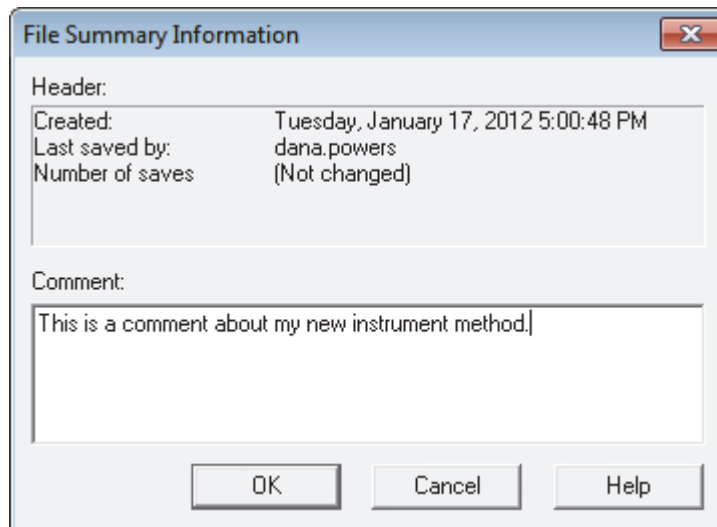 File Summary Information
Header:
Created: Tuesday, January 17, 2012 5:00:48 PM
Last saved by: dana.powers
Number of saves (Not changed)
Comment:
This is a comment about my new instrument method.
OK Cancel Help